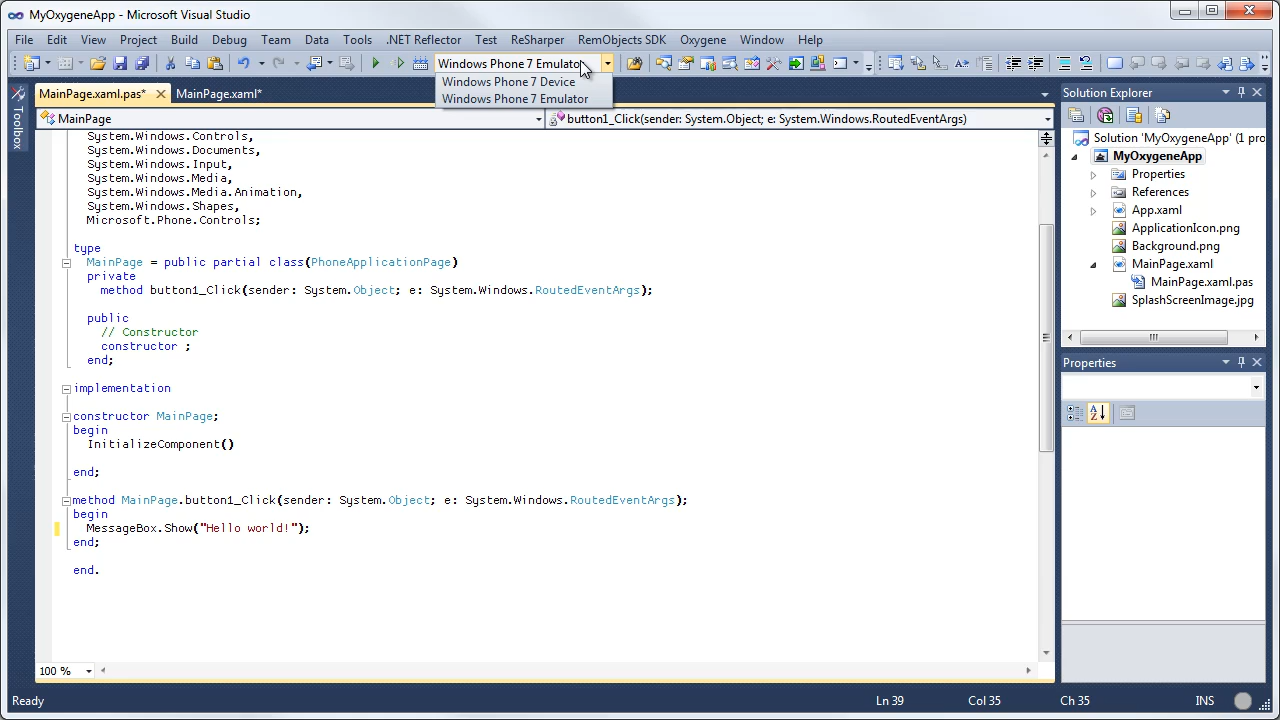 MyOxygeneApp - Microsoft Visual Studio
File Edit View Project Build Debug Team Data Tools .NET Reflector Test ReSharper RemObjects SDK Oxygene Window Help
Windows Phone 7 Emulator
Windows Phone 7 Device
Windows Phone 7 Emulator
MainPage.xaml.pas* MainPage.xaml*
MainPage
button1_Click(sender: System.Object; e: System.Windows.RoutedEventArgs)
Toolbox
System.Windows.Controls,
System.Windows.Documents,
System.Windows.Input,
System.Windows.Media,
System.Windows.Media.Animation,
System.Windows.Shapes,
Microsoft.Phone.Controls;
type
MainPage = public partial class(PhoneApplicationPage)
private
method button1_Click(sender: System.Object; e: System.Windows.RoutedEventArgs);
public
// Constructor
constructor ;
end;
implementation
constructor MainPage;
begin
InitializeComponent()
end;
method MainPage.button1_Click(sender: System.Object; e: System.Windows.RoutedEventArgs);
begin
MessageBox.Show("Hello world!");
end;
end.
100 %
Solution Explorer
Solution 'MyOxygeneApp' (1 pro
MyOxygeneApp
Properties
References
App.xaml
ApplicationIcon.png
Background.png
MainPage.xaml
MainPage.xaml.pas
SplashScreenImage.jpg
Properties
Ready Ln 39 Col 35 Ch 35 INS